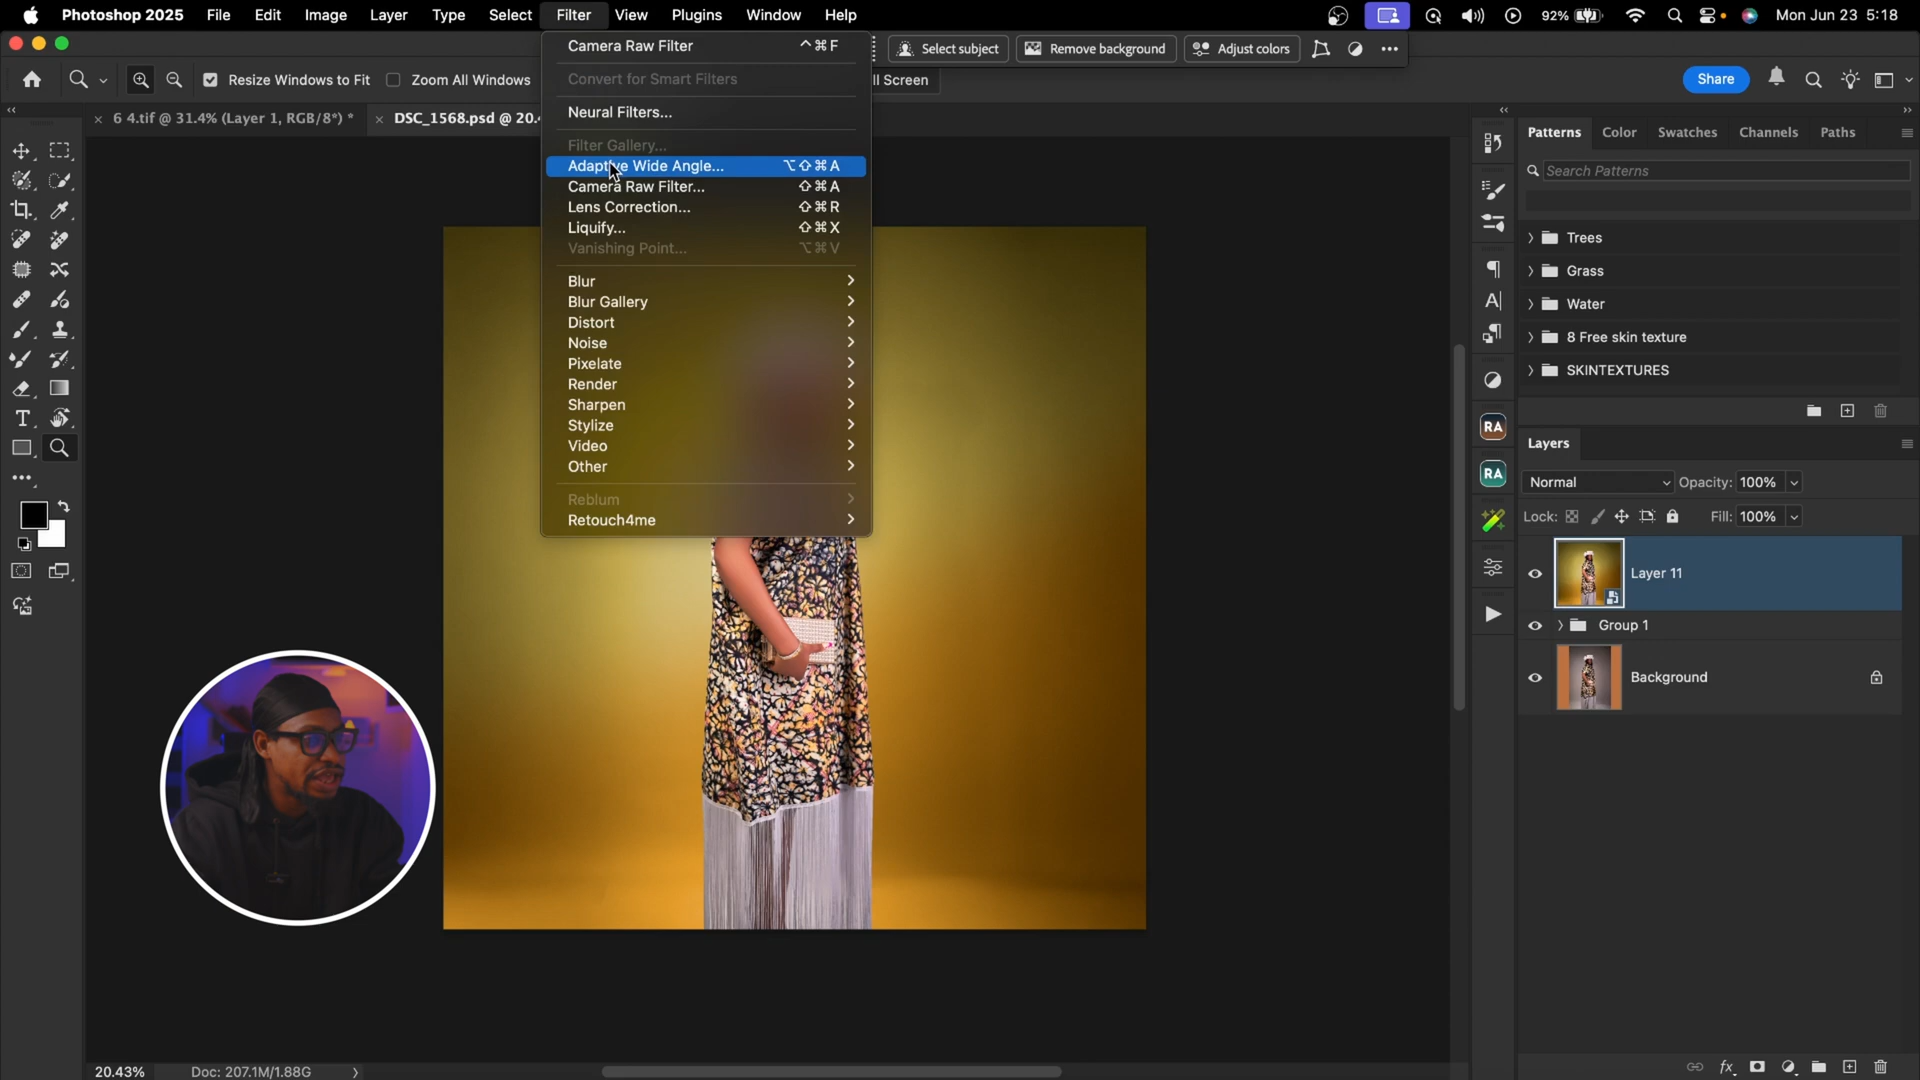 Photoshop 2025 File Edit Image Layer Type Select Filter View Plugins Window Help 92% Mon Jun 23 5:18
Resize Windows to Fit Zoom All Windows ll Screen Select subject Remove background Adjust colors Share
6 4.tif @ 31.4% (Layer 1, RGB/8*) * DSC_1568.psd @ 20.4
Camera Raw Filter ^⌘F
Convert for Smart Filters
Neural Filters...
Filter Gallery...
Adaptive Wide Angle... ⌥⇧⌘A
Camera Raw Filter... ⇧⌘A
Lens Correction... ⇧⌘R
Liquify... ⇧⌘X
Vanishing Point... ⌥⌘V
Blur
Blur Gallery
Distort
Noise
Pixelate
Render
Sharpen
Stylize
Video
Other
Reblum
Retouch4me
Patterns Color Swatches Channels Paths
Search Patterns
Trees
Grass
Water
8 Free skin texture
SKINTEXTURES
RA
RA
Layers
Normal Opacity: 100%
Lock: Fill: 100%
Layer 11
Group 1
Background
20.43% Doc: 207.1M/1.88G